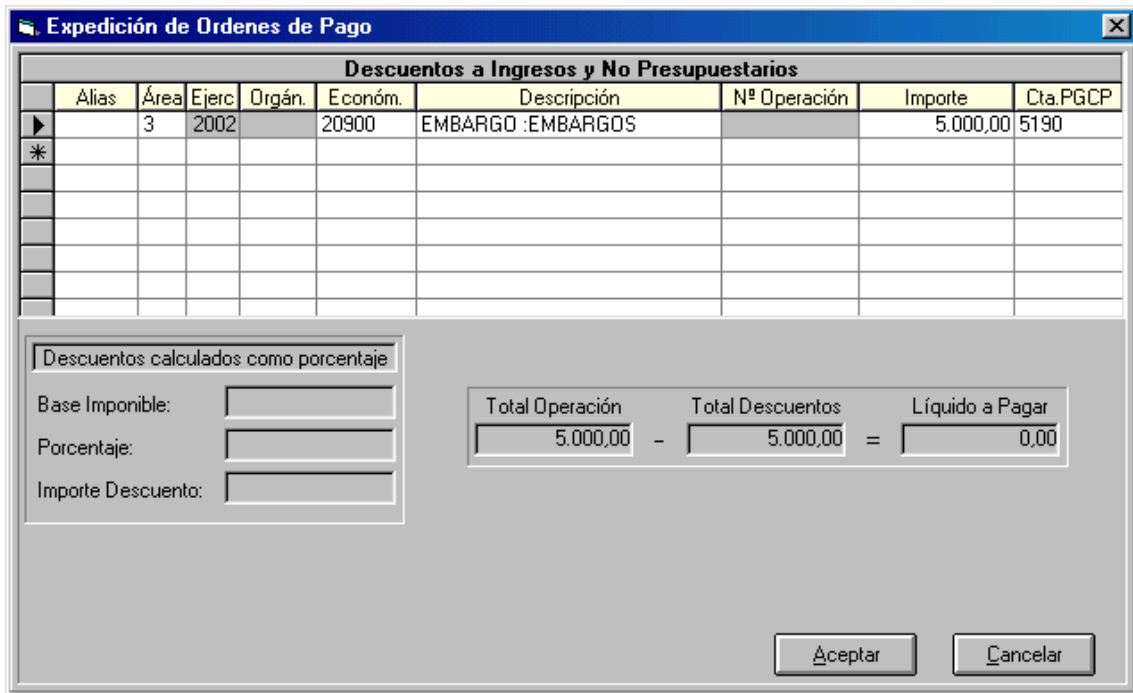 Expedición de Ordenes de Pago
Descuentos a Ingresos y No Presupuestarios
Alias Área Ejerc Orgán. Económ. Descripción Nº Operación Importe Cta.PGCP
3 2002 20900 EMBARGO :EMBARGOS 5.000,00 5190
Descuentos calculados como porcentaje
Base Imponible:
Porcentaje:
Importe Descuento:
Total Operación Total Descuentos Líquido a Pagar
5.000,00 - 5.000,00 = 0,00
Aceptar Cancelar